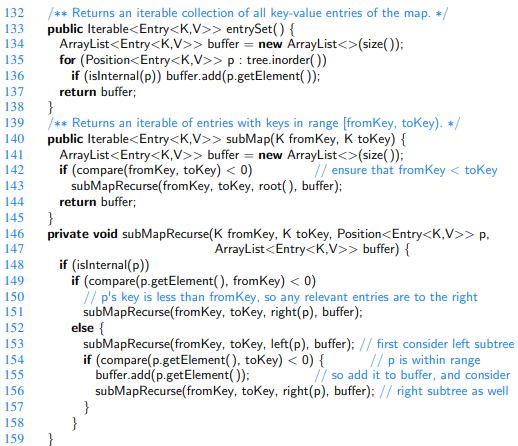 132 /** Returns an iterable collection of all key-value entries of the map. */
133 public Iterable<Entry<K,V>> entrySet() {
134 ArrayList<Entry<K,V>> buffer = new ArrayList<>(size());
135 for (Position<Entry<K,V>> p : tree.inorder())
136 if (isInternal(p)) buffer.add(p.getElement());
137 return buffer;
138 }
139 /** Returns an iterable of entries with keys in range [fromKey, toKey). */
140 public Iterable<Entry<K,V>> subMap(K fromKey, K toKey) {
141 ArrayList<Entry<K,V>> buffer = new ArrayList<>(size());
142 if (compare(fromKey, toKey) < 0) // ensure that fromKey < toKey
143 subMapRecurse(fromKey, toKey, root(), buffer);
144 return buffer;
145 }
146 private void subMapRecurse(K fromKey, K toKey, Position<Entry<K,V>> p,
147 ArrayList<Entry<K,V>> buffer) {
148 if (isInternal(p))
149 if (compare(p.getElement(), fromKey) < 0)
150 // p's key is less than fromKey, so any relevant entries are to the right
151 subMapRecurse(fromKey, toKey, right(p), buffer);
152 else {
153 subMapRecurse(fromKey, toKey, left(p), buffer); // first consider left subtree
154 if (compare(p.getElement(), toKey) < 0) { // p is within range
155 buffer.add(p.getElement()); // so add it to buffer, and consider
156 subMapRecurse(fromKey, toKey, right(p), buffer); // right subtree as well
157 }
158 }
159 }